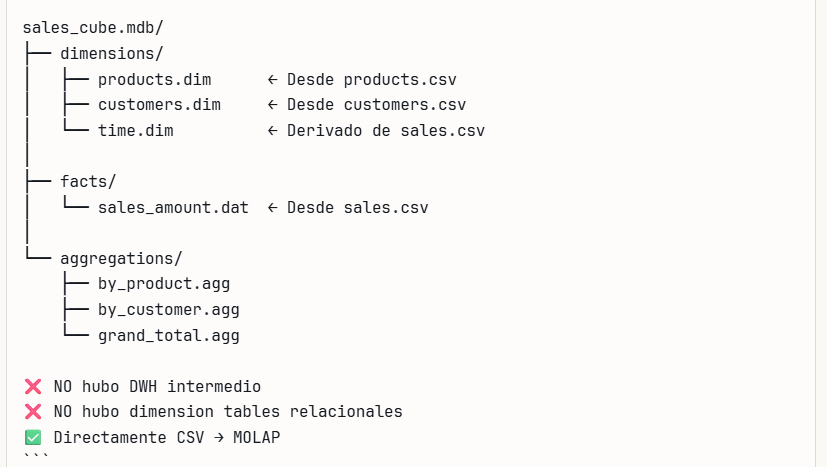 sales_cube.mdb/
├── dimensions/
│   ├── products.dim      ← Desde products.csv
│   ├── customers.dim     ← Desde customers.csv
│   └── time.dim          ← Derivado de sales.csv
│
├── facts/
│   └── sales_amount.dat  ← Desde sales.csv
│
└── aggregations/
    ├── by_product.agg
    ├── by_customer.agg
    └── grand_total.agg
❌ NO hubo DWH intermedio
❌ NO hubo dimension tables relacionales
✅ Directamente CSV → MOLAP
```